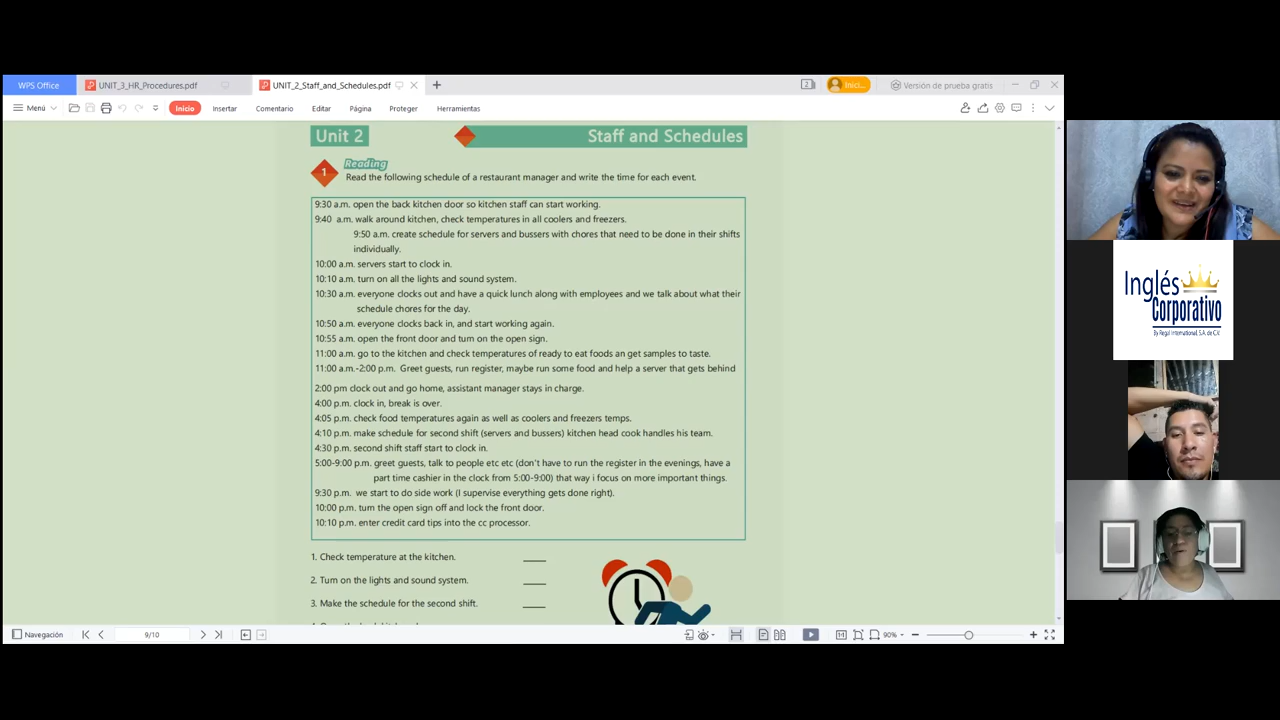 WPS Office
UNIT_3_HR_Procedures.pdf
UNIT_2_Staff_and_Schedules.pdf
Inici...
Versión de prueba gratis
Menú
Inicio
Insertar
Comentario
Editar
Página
Proteger
Herramientas
Unit 2
Staff and Schedules
1
Reading
Read the following schedule of a restaurant manager and write the time for each event.
9:30 a.m. open the back kitchen door so kitchen staff can start working.
9:40 a.m. walk around kitchen, check temperatures in all coolers and freezers.
9:50 a.m. create schedule for servers and bussers with chores that need to be done in their shifts
individually.
10:00 a.m. servers start to clock in.
10:10 a.m. turn on all the lights and sound system.
10:30 a.m. everyone clocks out and have a quick lunch along with employees and we talk about what their
schedule chores for the day.
10:50 a.m. everyone clocks back in, and start working again.
10:55 a.m. open the front door and turn on the open sign.
11:00 a.m. go to the kitchen and check temperatures of ready to eat foods an get samples to taste.
11:00 a.m.-2:00 p.m. Greet guests, run register, maybe run some food and help a server that gets behind
2:00 pm clock out and go home, assistant manager stays in charge.
4:00 p.m. clock in, break is over.
4:05 p.m. check food temperatures again as well as coolers and freezers temps.
4:10 p.m. make schedule for second shift (servers and bussers) kitchen head cook handles his team.
4:30 p.m. second shift staff start to clock in.
5:00-9:00 p.m. greet guests, talk to people etc etc (don't have to run the register in the evenings, have a
part time cashier in the clock from 5:00-9:00) that way i focus on more important things.
9:30 p.m. we start to do side work (I supervise everything gets done right).
10:00 p.m. turn the open sign off and lock the front door.
10:10 p.m. enter credit card tips into the cc processor.
1. Check temperature at the kitchen. ____
2. Turn on the lights and sound system. ____
3. Make the schedule for the second shift. ____
Navegación
9/10
90%
Inglés
Corporativo
By Regal International, S.A. de C.V.